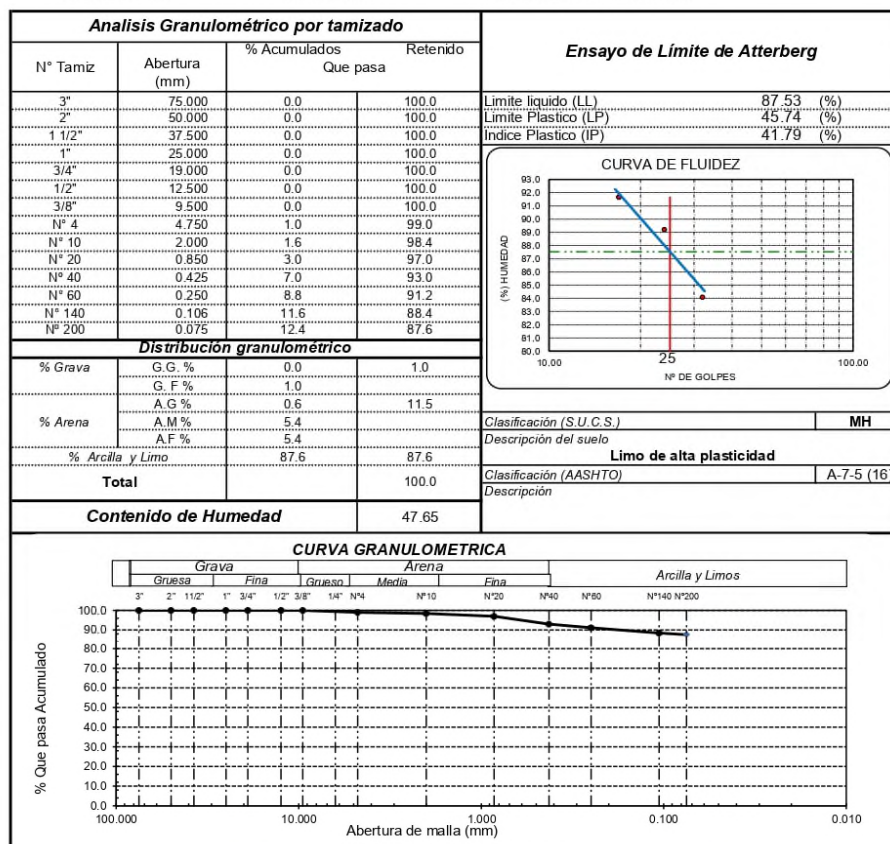 Analisis Granulométrico por tamizado
N° Tamiz Abertura (mm) % Acumulados Retenido
Que pasa
3" 75.000 0.0 100.0
2" 50.000 0.0 100.0
1 1/2" 37.500 0.0 100.0
1" 25.000 0.0 100.0
3/4" 19.000 0.0 100.0
1/2" 12.500 0.0 100.0
3/8" 9.500 0.0 100.0
N° 4 4.750 1.0 99.0
N° 10 2.000 1.6 98.4
N° 20 0.850 3.0 97.0
N° 40 0.425 7.0 93.0
N° 60 0.250 8.8 91.2
N° 140 0.106 11.6 88.4
Nº 200 0.075 12.4 87.6
Distribución granulométrico
% Grava G.G. % 0.0 1.0
G. F % 1.0
A.G % 0.6 11.5
% Arena A.M % 5.4
A.F % 5.4
% Arcilla y Limo 87.6 87.6
Total 100.0
Contenido de Humedad 47.65
Ensayo de Límite de Atterberg
Limite liquido (LL) 87.53 (%)
Limite Plastico (LP) 45.74 (%)
Indice Plastico (IP) 41.79 (%)
CURVA DE FLUIDEZ
(%) HUMEDAD
93.0
92.0
91.0
90.0
89.0
88.0
87.0
86.0
85.0
84.0
83.0
82.0
81.0
80.0
10.00 25 100.00
Nº DE GOLPES
Clasificación (S.U.C.S.) MH
Descripción del suelo
Limo de alta plasticidad
Clasificación (AASHTO) A-7-5 (16
Descripción
CURVA GRANULOMETRICA
Grava Arena Arcilla y Limos
Gruesa Fina Grueso Media Fina
3" 2" 11/2" 1" 3/4" 1/2" 3/8" 1/4" N°4 N°10 N°20 N°40 N°60 N°140 N°200
% Que pasa Acumulado
100.0
90.0
80.0
70.0
60.0
50.0
40.0
30.0
20.0
10.0
0.0
100.000 10.000 1.000 0.100 0.010
Abertura de malla (mm)